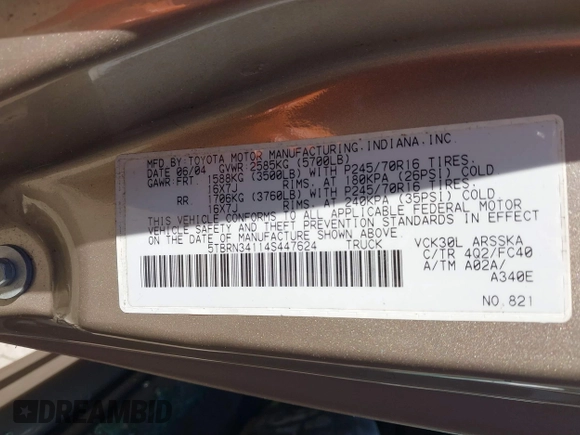 MFD. BY: TOYOTA MOTOR MANUFACTURING, INDIANA, INC.
DATE 06/04 GVWR 2585KG (5700LB)
GAWR:FRT. 1588KG (3500LB) WITH P245/70R16 TIRES,
16X7J RIMS, AT 180KPA (26PSI) COLD
RR. 1706KG (3760LB) WITH P245/70R16 TIRES,
16X7J RIMS, AT 240KPA (35PSI) COLD
THIS VEHICLE CONFORMS TO ALL APPLICABLE FEDERAL MOTOR
VEHICLE SAFETY AND THEFT PREVENTION STANDARDS IN EFFECT
ON THE DATE OF MANUFACTURE SHOWN ABOVE.
5TBRN34114S447624 TRUCK VCK30L ARSSKA
C/TR 4Q2/FC40
A/TM A02A/
A340E
NO.821
DREAMBID